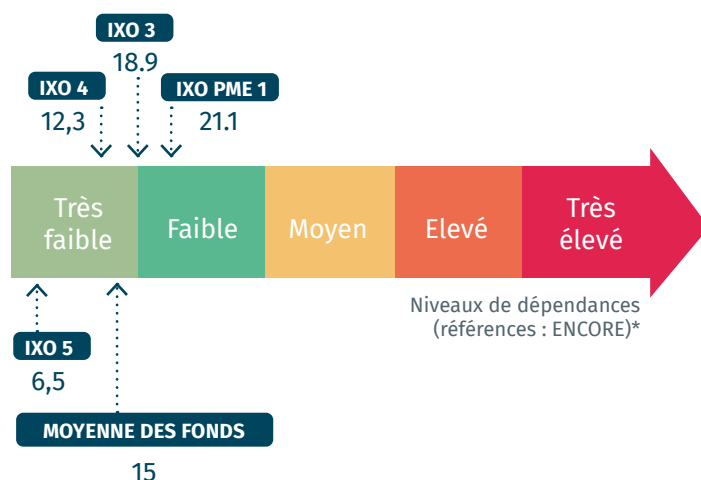 IXO 3
18.9
IXO 4
12,3
IXO PME 1
21.1
Très
faible
Faible
Moyen
Elevé
Très
élevé
Niveaux de dépendances
(références : ENCORE)*
IXO 5
6,5
MOYENNE DES FONDS
15